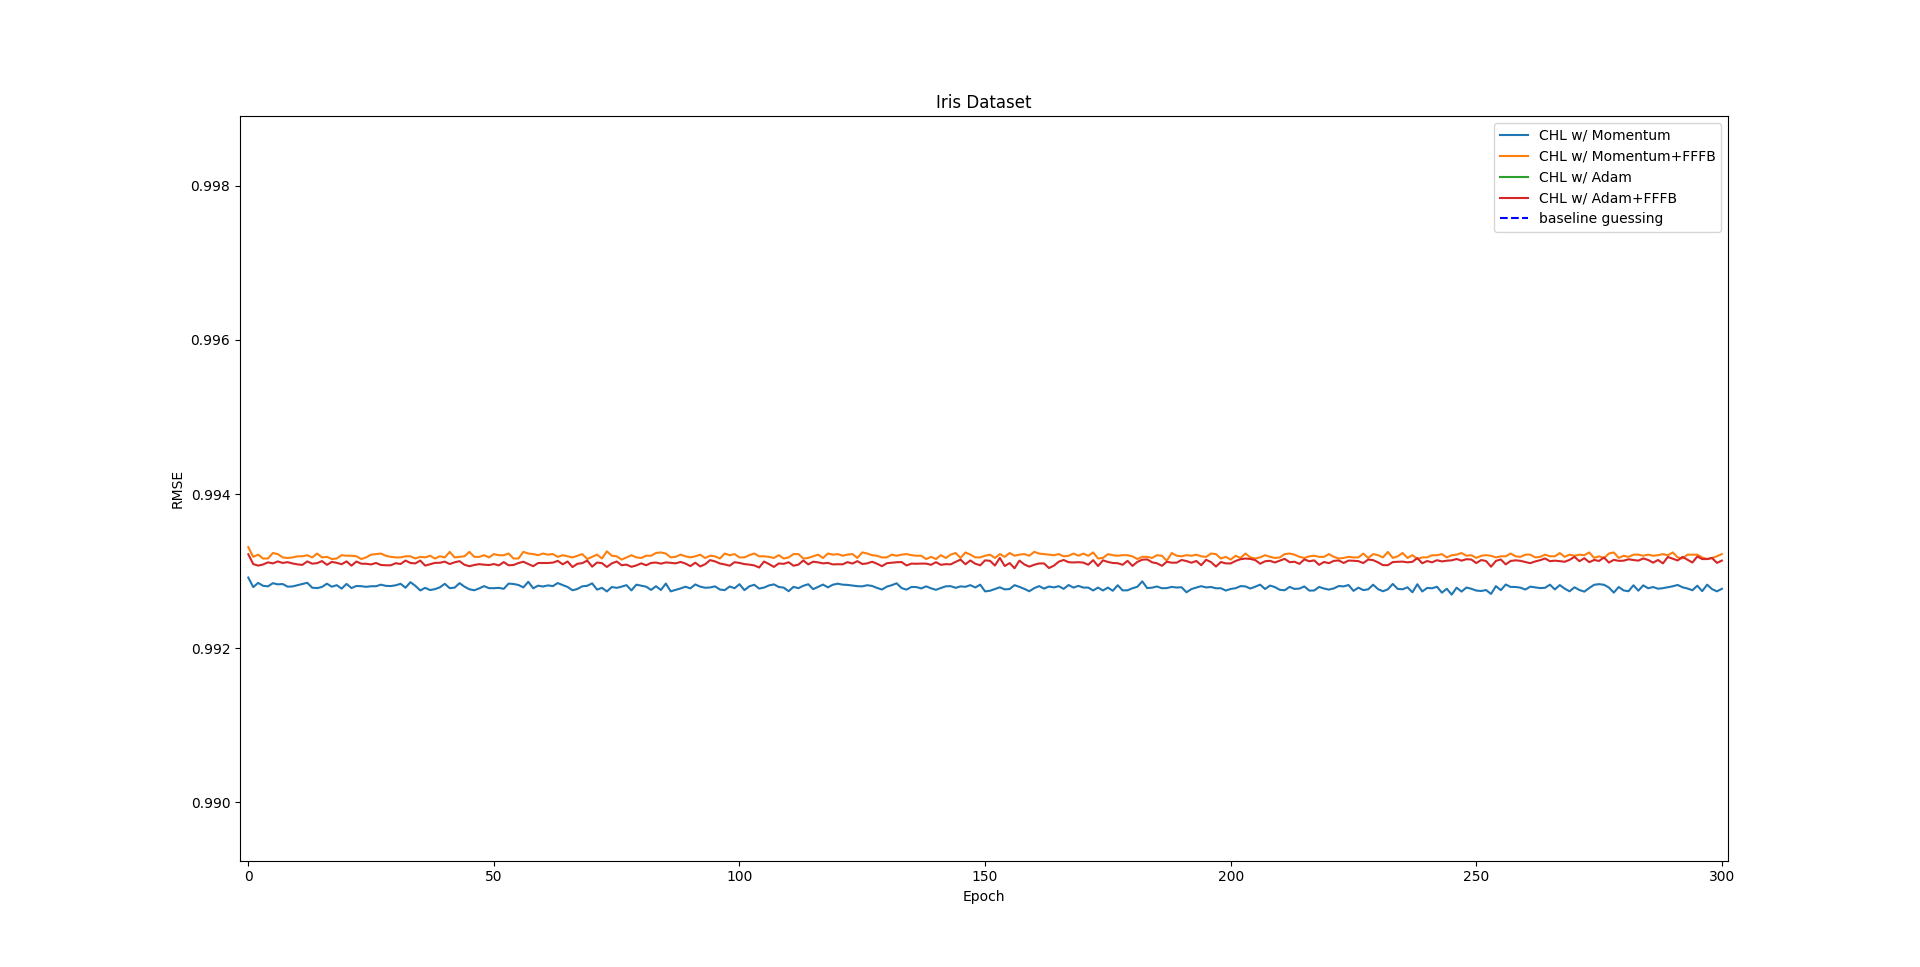 Iris Dataset
CHL w/ Momentum
CHL w/ Momentum+FFFB
CHL w/ Adam
CHL w/ Adam+FFFB
baseline guessing
0.998
0.996
0.994
0.992
0.990
RMSE
0 50 100 150 200 250 300
Epoch